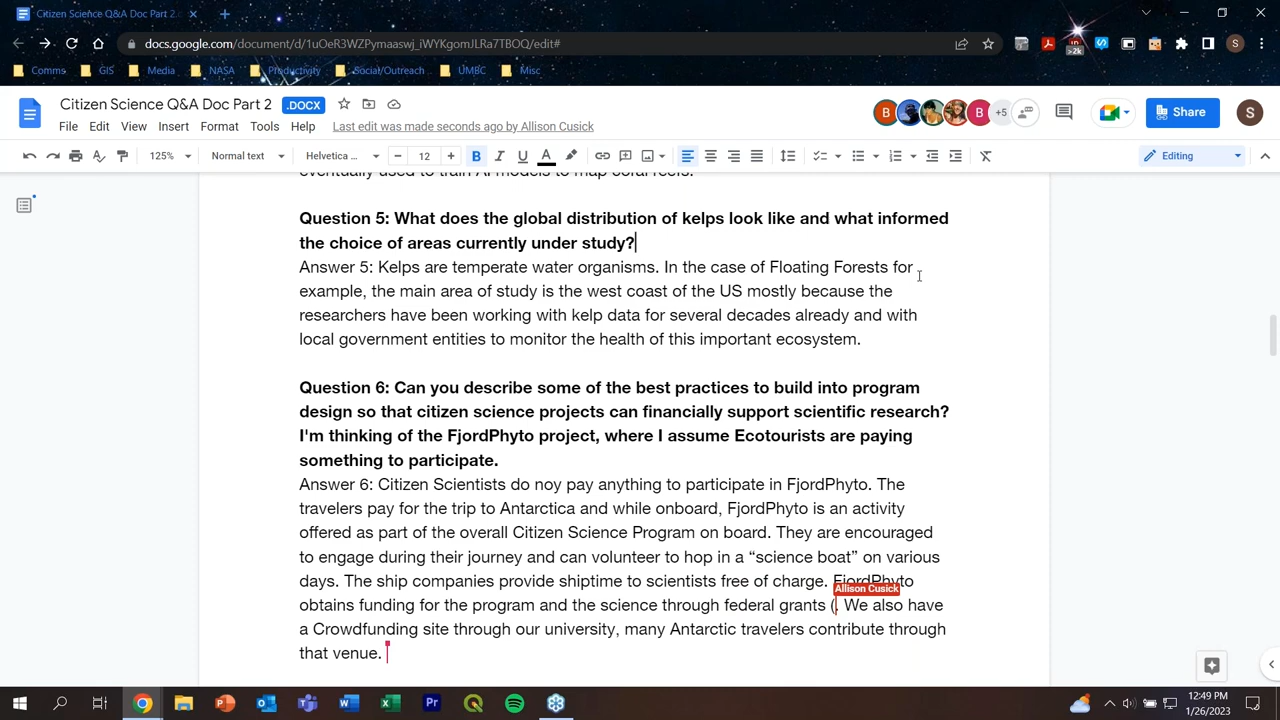 Citizen Science Q&A Doc Part 2.
docs.google.com/document/d/1uOeR3WZPymaaswj_iWYKgomJLRa7TBOQ/edit#
>2k
S
Comms GIS Media NASA Productivity Social/Outreach UMBC Misc
Citizen Science Q&A Doc Part 2 .DOCX
B B +5 Share S
File Edit View Insert Format Tools Help Last edit was made seconds ago by Allison Cusick
125% Normal text Helvetica ... 12 B I U A Editing
eventually used to train AI models to map coral reefs.
Question 5: What does the global distribution of kelps look like and what informed
the choice of areas currently under study?
Answer 5: Kelps are temperate water organisms. In the case of Floating Forests for
example, the main area of study is the west coast of the US mostly because the
researchers have been working with kelp data for several decades already and with
local government entities to monitor the health of this important ecosystem.
Question 6: Can you describe some of the best practices to build into program
design so that citizen science projects can financially support scientific research?
I'm thinking of the FjordPhyto project, where I assume Ecotourists are paying
something to participate.
Answer 6: Citizen Scientists do noy pay anything to participate in FjordPhyto. The
travelers pay for the trip to Antarctica and while onboard, FjordPhyto is an activity
offered as part of the overall Citizen Science Program on board. They are encouraged
to engage during their journey and can volunteer to hop in a “science boat” on various
days. The ship companies provide shiptime to scientists free of charge. FjordPhyto
Allison Cusick
obtains funding for the program and the science through federal grants (. We also have
a Crowdfunding site through our university, many Antarctic travelers contribute through
that venue.
12:49 PM
1/26/2023